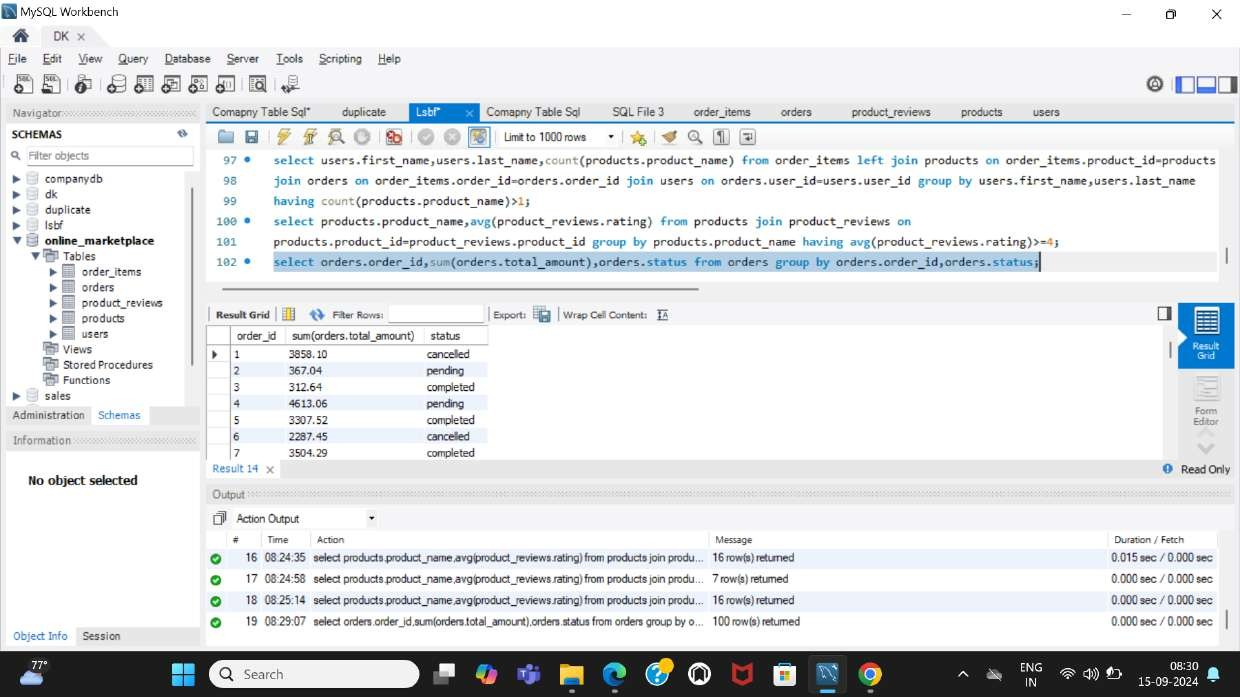 MySQL Workbench
DK
File Edit View Query Database Server Tools Scripting Help
Navigator
SCHEMAS
Filter objects
companydb
dk
duplicate
lsbf
online_marketplace
Tables
order_items
orders
product_reviews
products
users
Views
Stored Procedures
Functions
sales
Administration Schemas
Information
No object selected
Object Info Session
Comapny Table Sql* duplicate Lsbf* Comapny Table Sql SQL File 3 order_items orders product_reviews products users
Limit to 1000 rows
97 select users.first_name,users.last_name,count(products.product_name) from order_items left join products on order_items.product_id=products
98 join orders on order_items.order_id=orders.order_id join users on orders.user_id=users.user_id group by users.first_name,users.last_name
99 having count(products.product_name)>1;
100 select products.product_name,avg(product_reviews.rating) from products join product_reviews on
101 products.product_id=product_reviews.product_id group by products.product_name having avg(product_reviews.rating)>=4;
102 select orders.order_id,sum(orders.total_amount),orders.status from orders group by orders.order_id,orders.status;
Result Grid Filter Rows: Export: Wrap Cell Content:
order_id sum(orders.total_amount) status
1 3858.10 cancelled
2 367.04 pending
3 312.64 completed
4 4613.06 pending
5 3307.52 completed
6 2287.45 cancelled
7 3504.29 completed
Result Grid
Form Editor
Result 14
Read Only
Output
Action Output
# Time Action Message Duration / Fetch
16 08:24:35 select products.product_name,avg(product_reviews.rating) from products join produ... 16 row(s) returned 0.015 sec / 0.000 sec
17 08:24:58 select products.product_name,avg(product_reviews.rating) from products join produ... 7 row(s) returned 0.000 sec / 0.000 sec
18 08:25:14 select products.product_name,avg(product_reviews.rating) from products join produ... 16 row(s) returned 0.000 sec / 0.000 sec
19 08:29:07 select orders.order_id,sum(orders.total_amount),orders.status from orders group by o... 100 row(s) returned 0.000 sec / 0.000 sec
77°
Search
ENG
IN
08:30
15-09-2024